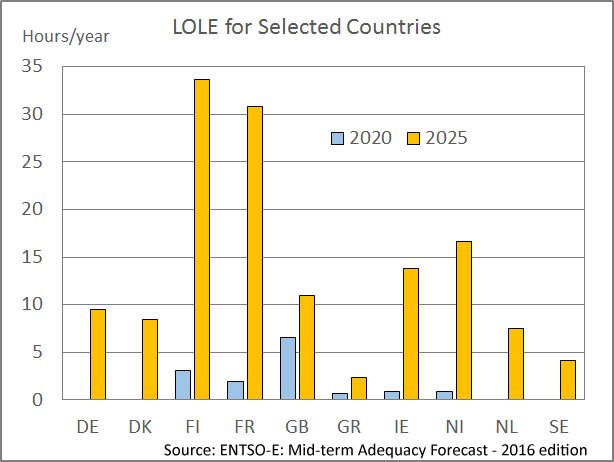 LOLE for Selected Countries
Hours/year
35
30
2020 2025
25
20
15
10
5
0
DE DK FI FR GB GR IE NI NL SE
Source: ENTSO-E: Mid-term Adequacy Forecast - 2016 edition